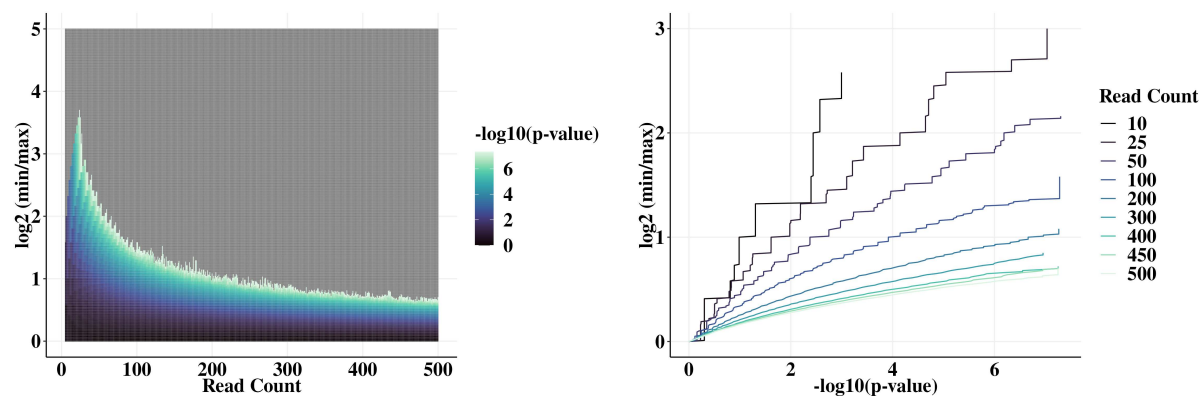 5
4
3
2
1
0
log2 (min/max)
0 100 200 300 400 500
Read Count
-log10(p-value)
6
4
2
0
3
2
1
0
log2 (min/max)
0 2 4 6
-log10(p-value)
Read Count
10
25
50
100
200
300
400
450
500